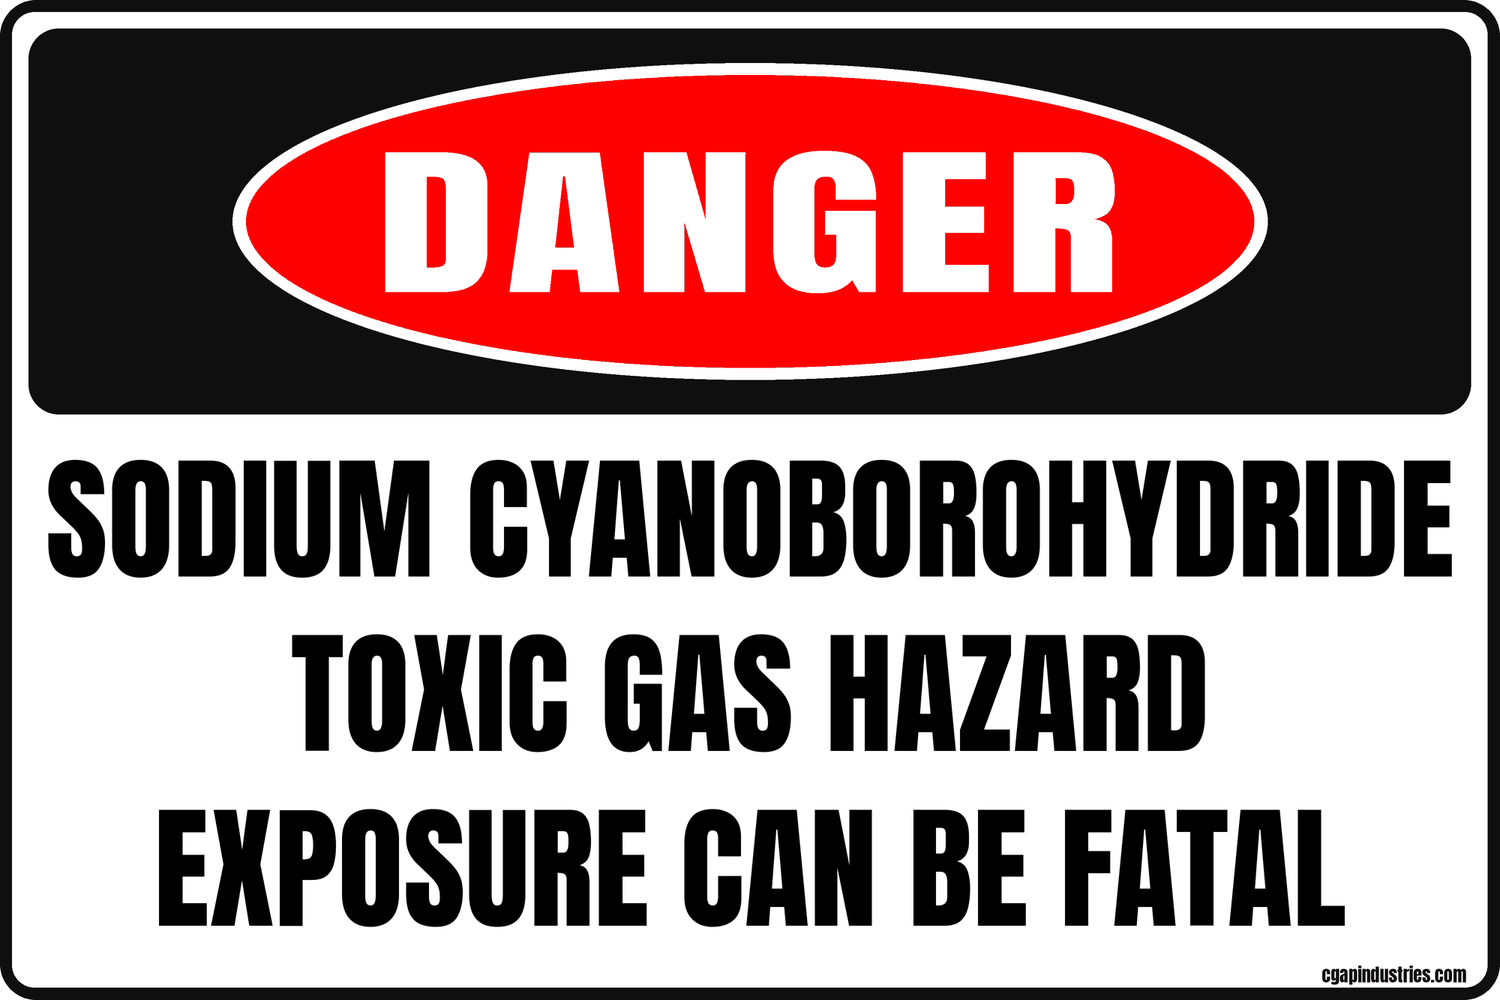 DANGER
SODIUM CYANOBOROHYDRIDE
TOXIC GAS HAZARD
EXPOSURE CAN BE FATAL
cgapindustries.com